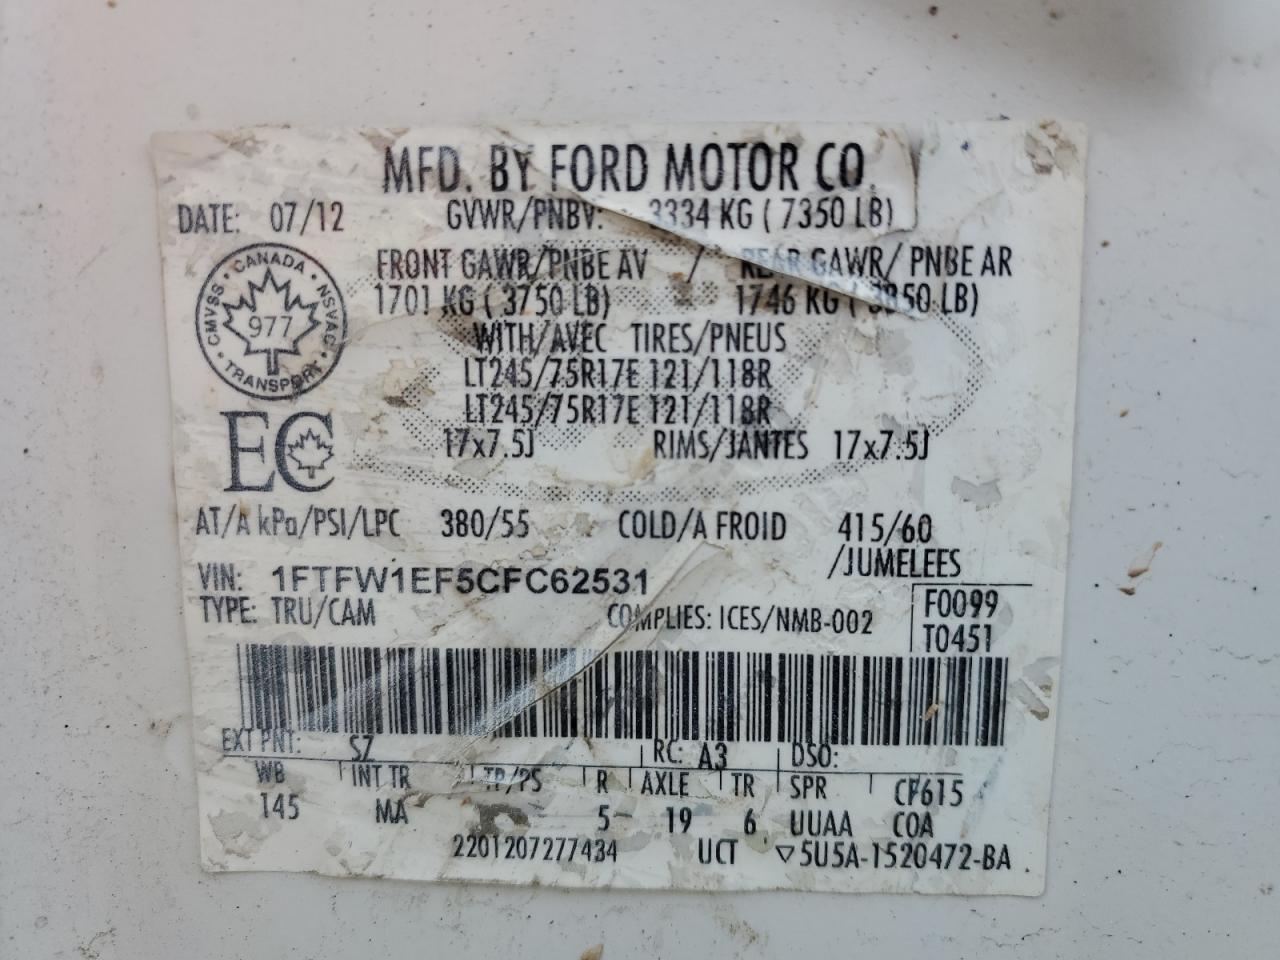 MFD. BY FORD MOTOR CO.
DATE: 07/12 GVWR/PNBV: 3334 KG ( 7350 LB)
FRONT GAWR/PNBE AV / REAR GAWR/ PNBE AR
1701 KG ( 3750 LB) 1746 KG ( 3850 LB)
WITH/AVEC TIRES/PNEUS
LT245/75R17E 121/118R
LT245/75R17E 121/118R
17x7.5J RIMS/JANTES 17x7.5J
CANADA · NSVAC · TRANSPORT · CMVSS ·
977
EC
AT/A kPa/PSI/LPC 380/55 COLD/A FROID 415/60
/JUMELEES
VIN: 1FTFW1EF5CFC62531
TYPE: TRU/CAM COMPLIES: ICES/NMB-002
F0099
T0451
EXT PNT: SZ RC: A3 DSO:
WB INT TR TP/PS R AXLE TR SPR CF615
145 MA 5 19 6 UUAA COA
2201207277434 UCT ▽5U5A-1520472-BA